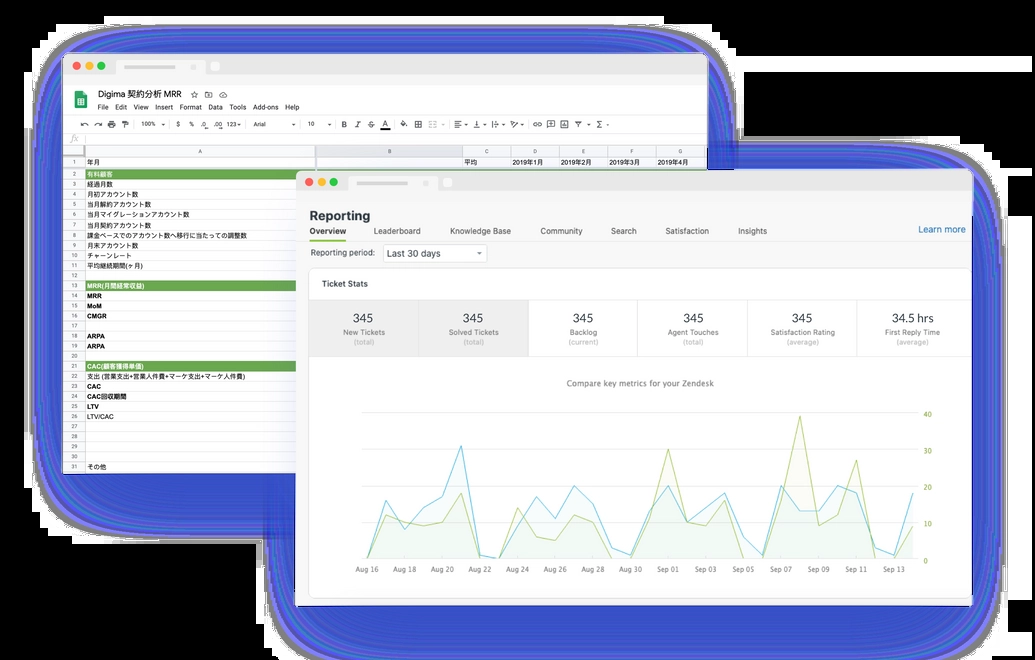 Digima 契約分析 MRR
File Edit View Insert Format Data Tools Add-ons Help
100% $ % .0 .00 123 Arial 10 B I S A
fx
A B C D E F G
1 年月 平均 2019年1月 2019年2月 2019年3月 2019年4月
2 有料顧客
3 経過月数
4 月初アカウント数
5 当月解約アカウント数
6 当月マイグレーションアカウント数
7 当月契約アカウント数
8 課金ベースでのアカウント数へ移行に当たっての調整数
9 月末アカウント数
10 チャーンレート
11 平均継続期間(ヶ月)
12
13 MRR(月間経常収益)
14 MRR
15 MoM
16 CMGR
17
18 ARPA
19 ARPA
20
21 CAC(顧客獲得単価)
22 支出 (営業支出+営業人件費+マーケ支出+マーケ人件費)
23 CAC
24 CAC回収期間
25 LTV
26 LTV/CAC
27
28
29
30
31 その他
Reporting
Overview Leaderboard Knowledge Base Community Search Satisfaction Insights Learn more
Reporting period: Last 30 days
Ticket Stats
345 345 345 345 345 34.5 hrs
New Tickets Solved Tickets Backlog Agent Touches Satisfaction Rating First Reply Time
(total) (total) (current) (total) (average) (average)
Compare key metrics for your Zendesk
40
30
20
10
0
Aug 16 Aug 18 Aug 20 Aug 22 Aug 24 Aug 26 Aug 28 Aug 30 Sep 01 Sep 03 Sep 05 Sep 07 Sep 09 Sep 11 Sep 13